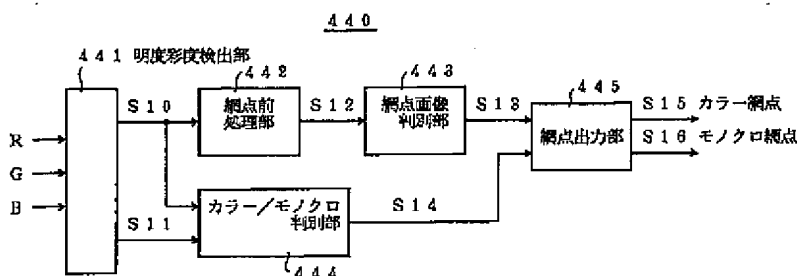 440
441 明度彩度検出部
442
443
445
S10
網点前
処理部
S12
網点画像
判別部
S13
網点出力部
S15 カラー網点
S16 モノクロ網点
R
G
B
S11
カラー/モノクロ
判別部
S14
444